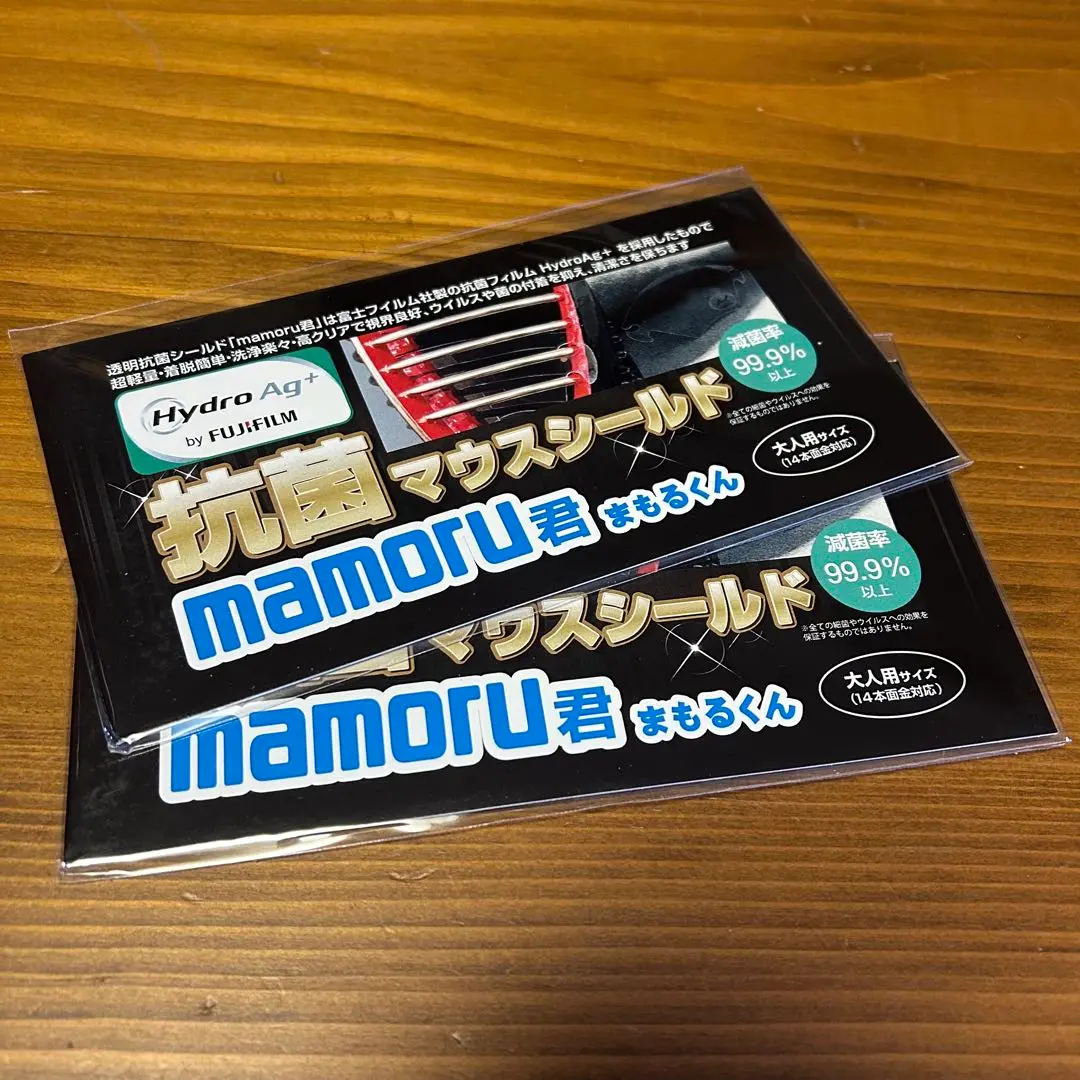 透明抗菌シールド「mamoru君」は富士フイルム社製の抗菌フィルム HydroAg+ を採用したもので
超軽量・着脱簡単・洗浄楽々・高クリアで視界良好、ウイルスや菌の付着を抑え、清潔さを保ちます
Hydro Ag+
by FUJIFILM
減菌率
99.9%
以上
※全ての細菌やウイルスへの効果を
保証するものではありません。
抗菌マウスシールド
大人用サイズ
(14本面金対応)
mamoru君 まもるくん
減菌率
99.9%
以上
※全ての細菌やウイルスへの効果を
保証するものではありません。
マウスシールド
大人用サイズ
(14本面金対応)
mamoru君 まもるくん